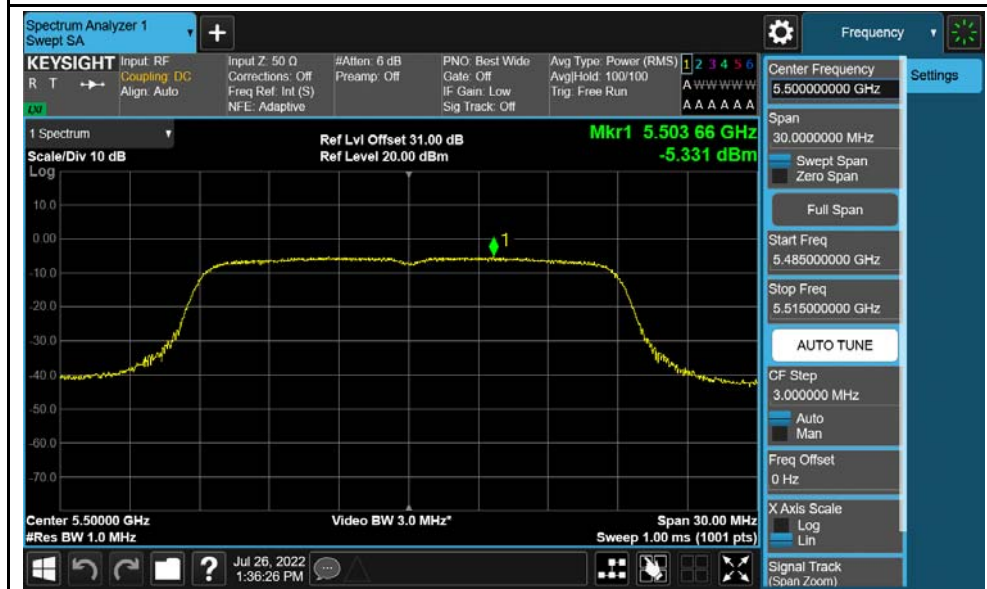 Spectrum Analyzer 1
Swept SA
+
Frequency
KEYSIGHT
R T
LXI
Input: RF
Coupling: DC
Align: Auto
Input Z: 50 Ω
Corrections: Off
Freq Ref: Int (S)
NFE: Adaptive
#Atten: 6 dB
Preamp: Off
PNO: Best Wide
Gate: Off
IF Gain: Low
Sig Track: Off
Avg Type: Power (RMS)
Avg|Hold: 100/100
Trig: Free Run
1 2 3 4 5 6
A W W W W W
A A A A A A
1 Spectrum
Scale/Div 10 dB
Log
Ref Lvl Offset 31.00 dB
Ref Level 20.00 dBm
Mkr1 5.503 66 GHz
-5.331 dBm
10.0
0.00
-10.0
-20.0
-30.0
-40.0
-50.0
-60.0
-70.0
1
Center 5.50000 GHz
#Res BW 1.0 MHz
Video BW 3.0 MHz*
Span 30.00 MHz
Sweep 1.00 ms (1001 pts)
Center Frequency
5.500000000 GHz
Settings
Span
30.0000000 MHz
Swept Span
Zero Span
Full Span
Start Freq
5.485000000 GHz
Stop Freq
5.515000000 GHz
AUTO TUNE
CF Step
3.000000 MHz
Auto
Man
Freq Offset
0 Hz
X Axis Scale
Log
Lin
Signal Track
(Span Zoom)
?
Jul 26, 2022
1:36:26 PM